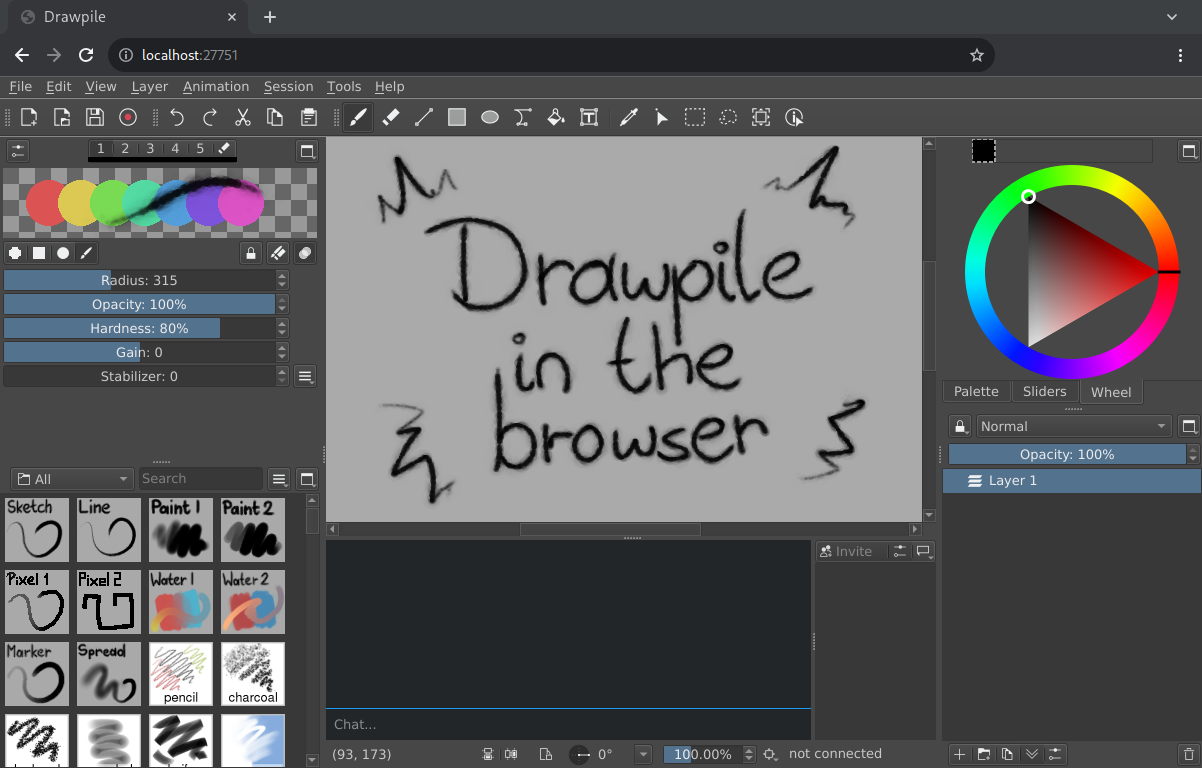 Drawpile
localhost:27751
File Edit View Layer Animation Session Tools Help
1 2 3 4 5
Radius: 315
Opacity: 100%
Hardness: 80%
Gain: 0
Stabilizer: 0
All Search
Sketch Line Paint 1 Paint 2
Pixel 1 Pixel 2 Water 1 Water 2
Marker Spread pencil charcoal
Drawpile
in the
browser
Invite
Chat...
(93, 173) 0° 100.00% not connected
Palette Sliders Wheel
Normal
Opacity: 100%
Layer 1